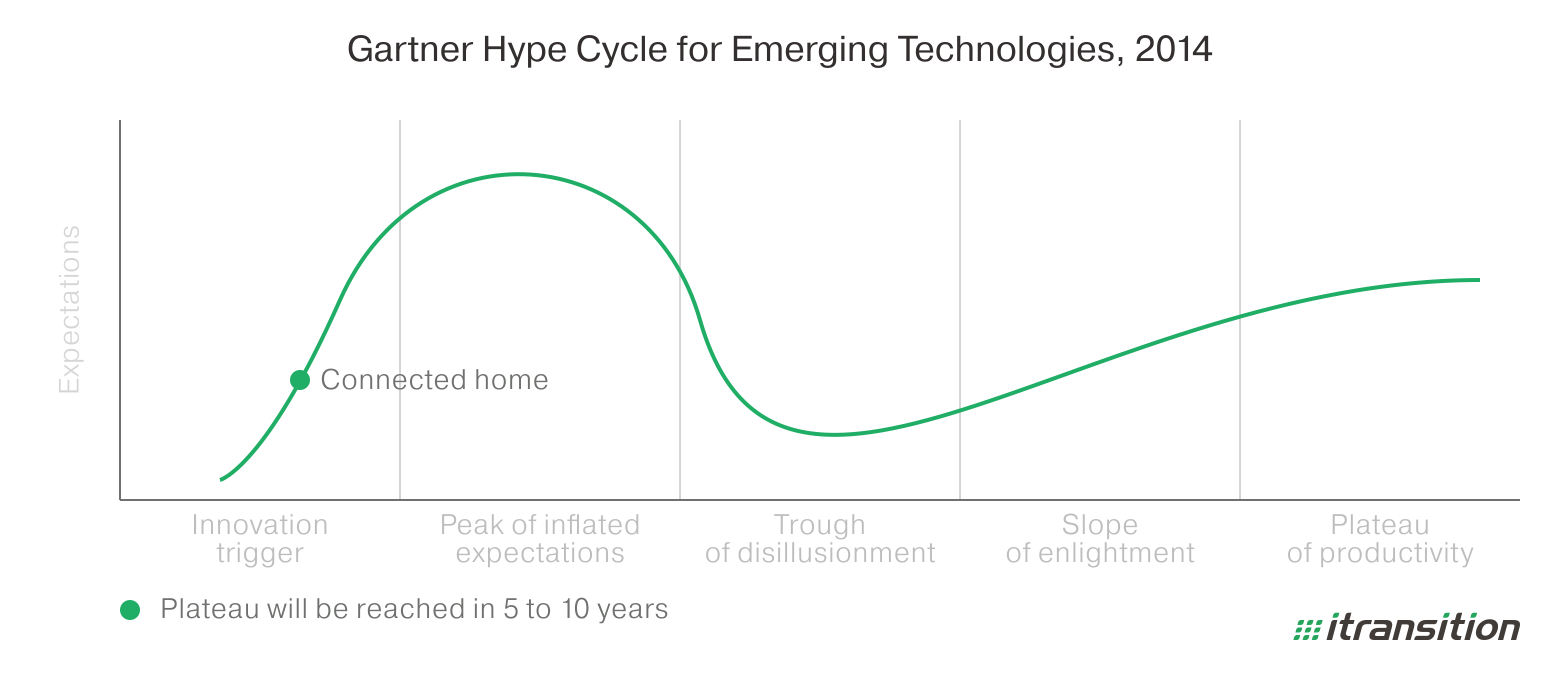 Gartner Hype Cycle for Emerging Technologies, 2014
Expectations
Connected home
Innovation
trigger
Peak of inflated
expectations
Trough
of disillusionment
Slope
of enlightment
Plateau
of productivity
Plateau will be reached in 5 to 10 years
itransition